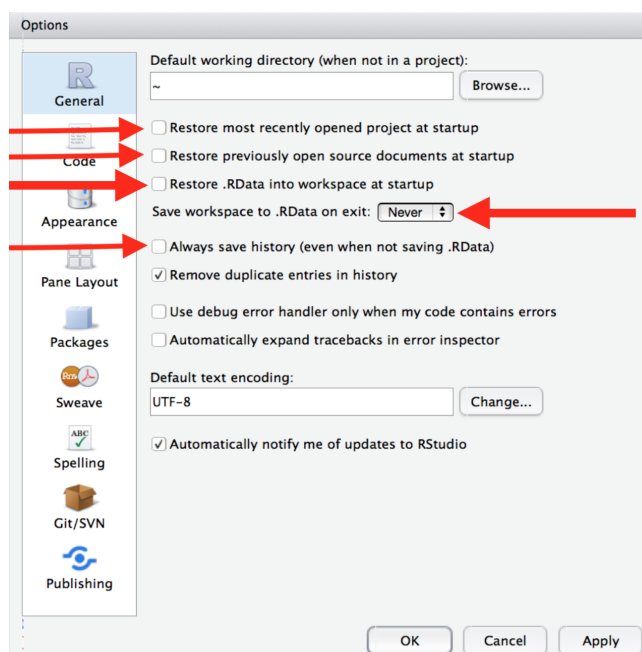 Options
General
Code
Appearance
Pane Layout
Packages
Rnw
Sweave
ABC
Spelling
Git/SVN
Publishing
Default working directory (when not in a project):
~
Browse...
Restore most recently opened project at startup
Restore previously open source documents at startup
Restore .RData into workspace at startup
Save workspace to .RData on exit: Never
Always save history (even when not saving .RData)
Remove duplicate entries in history
Use debug error handler only when my code contains errors
Automatically expand tracebacks in error inspector
Default text encoding:
UTF-8
Change...
Automatically notify me of updates to RStudio
OK Cancel Apply